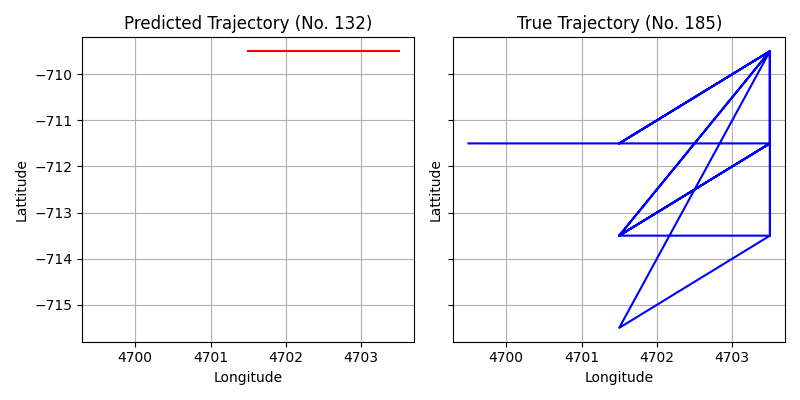 Predicted Trajectory (No. 132)
True Trajectory (No. 185)
−710
−711
−712
−713
−714
−715
Lattitude
Lattitude
4700 4701 4702 4703
4700 4701 4702 4703
Longitude
Longitude